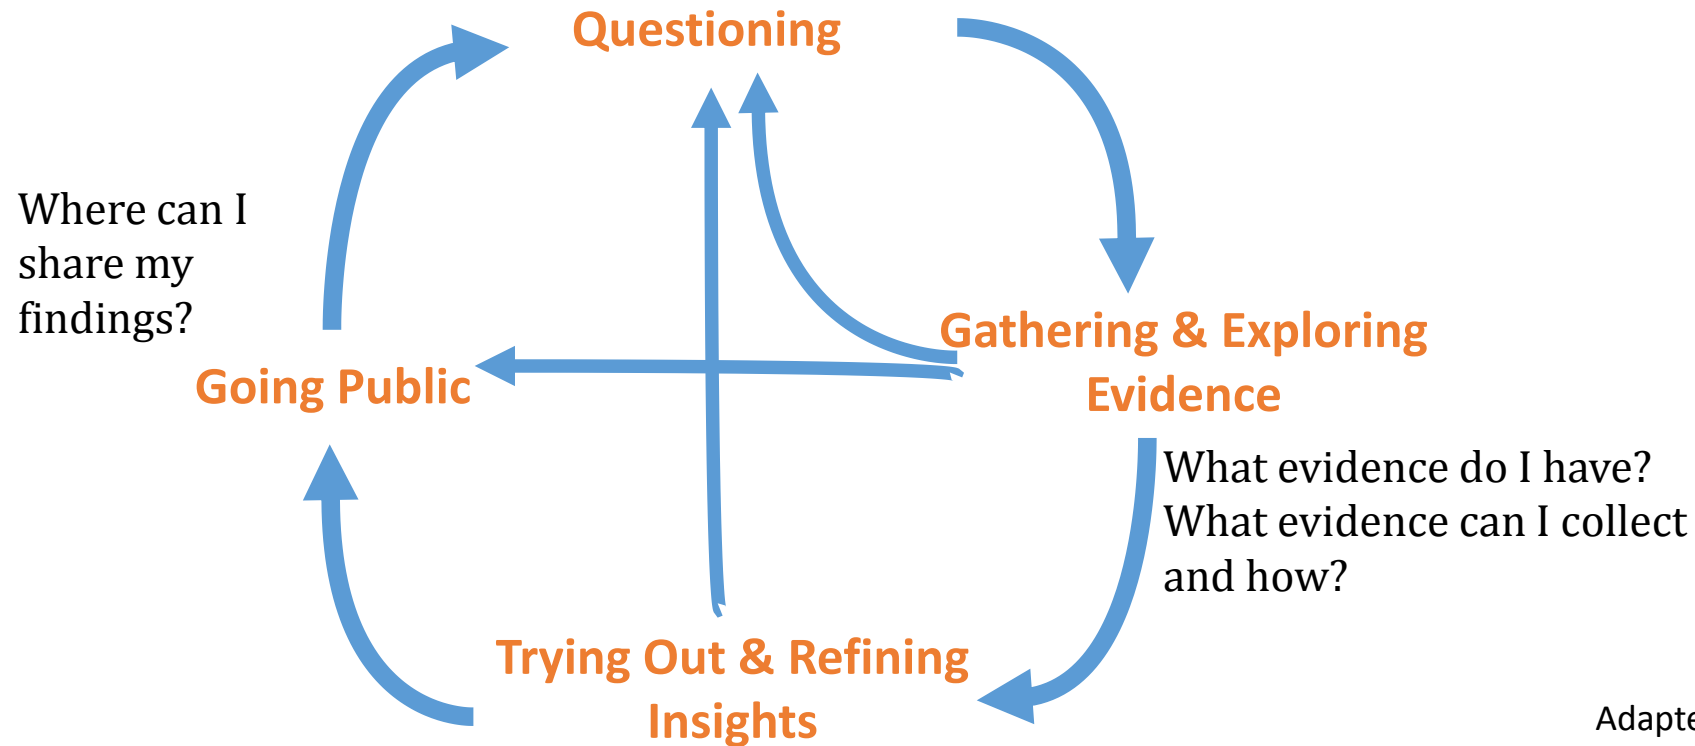 Questioning
Where can I
share my
findings?
Gathering & Exploring
Evidence
Going Public
What evidence do I have?
What evidence can I collect
and how?
Trying Out & Refining
Insights